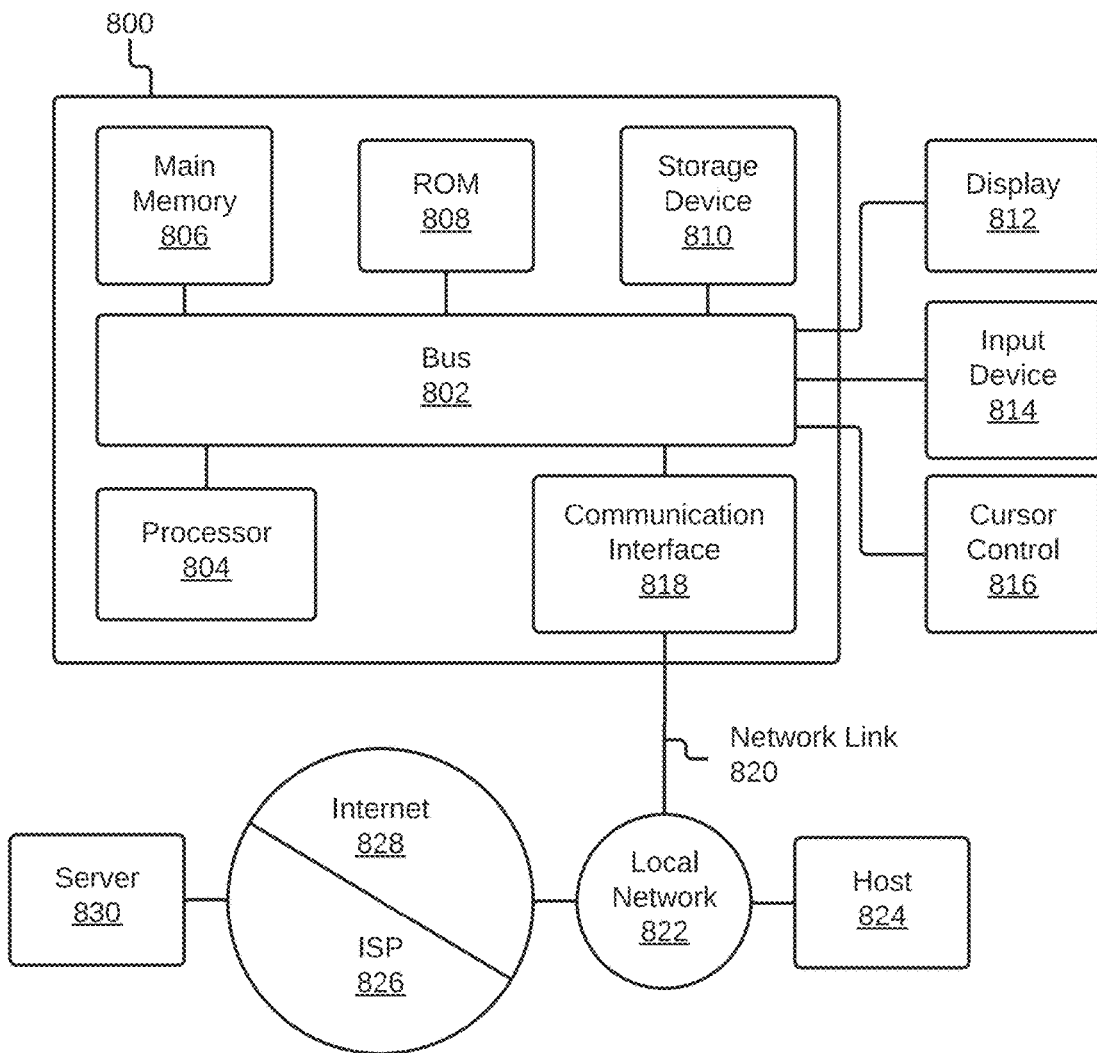 800
Main
Memory
806
ROM
808
Storage
Device
810
Display
812
Bus
802
Input
Device
814
Processor
804
Communication
Interface
818
Cursor
Control
816
Network Link
820
Internet
828
Server
830
ISP
826
Local
Network
822
Host
824